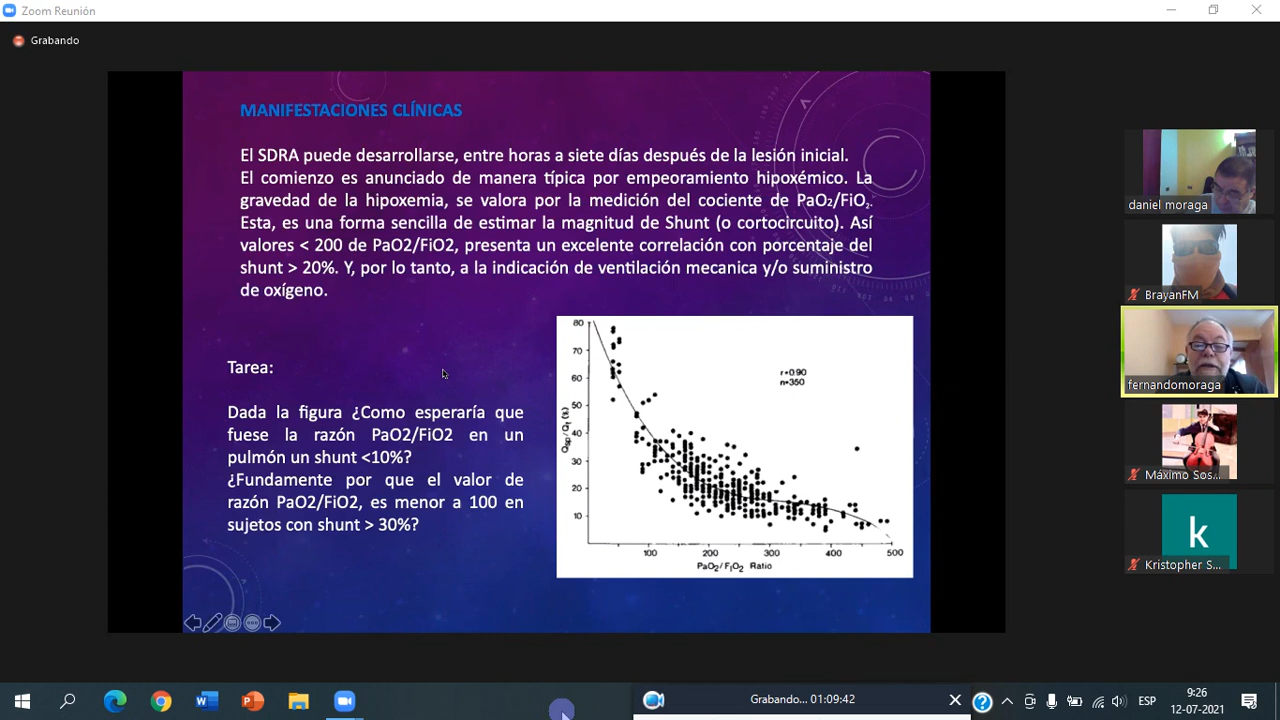 Zoom Reunión
Grabando
MANIFESTACIONES CLÍNICAS
El SDRA puede desarrollarse, entre horas a siete días después de la lesión inicial.
El comienzo es anunciado de manera típica por empeoramiento hipoxémico. La
gravedad de la hipoxemia, se valora por la medición del cociente de PaO₂/FiO₂.
Esta, es una forma sencilla de estimar la magnitud de Shunt (o cortocircuito). Así
valores < 200 de PaO2/FiO2, presenta un excelente correlación con porcentaje del
shunt > 20%. Y, por lo tanto, a la indicación de ventilación mecanica y/o suministro
de oxígeno.
Tarea:
Dada la figura ¿Como esperaría que
fuese la razón PaO2/FiO2 en un
pulmón un shunt <10%?
¿Fundamente por que el valor de
razón PaO2/FiO2, es menor a 100 en
sujetos con shunt > 30%?
80
70
60
50
40
30
20
10
Qsp/Qt (%)
r+0.90
n=350
100 200 300 400 500
PaO₂/FIO₂ Ratio
daniel moraga
BrayanFM
fernandomoraga
Máximo Sos...
k
Kristopher S...
Grabando... 01:09:42
ESP
9:26
12-07-2021